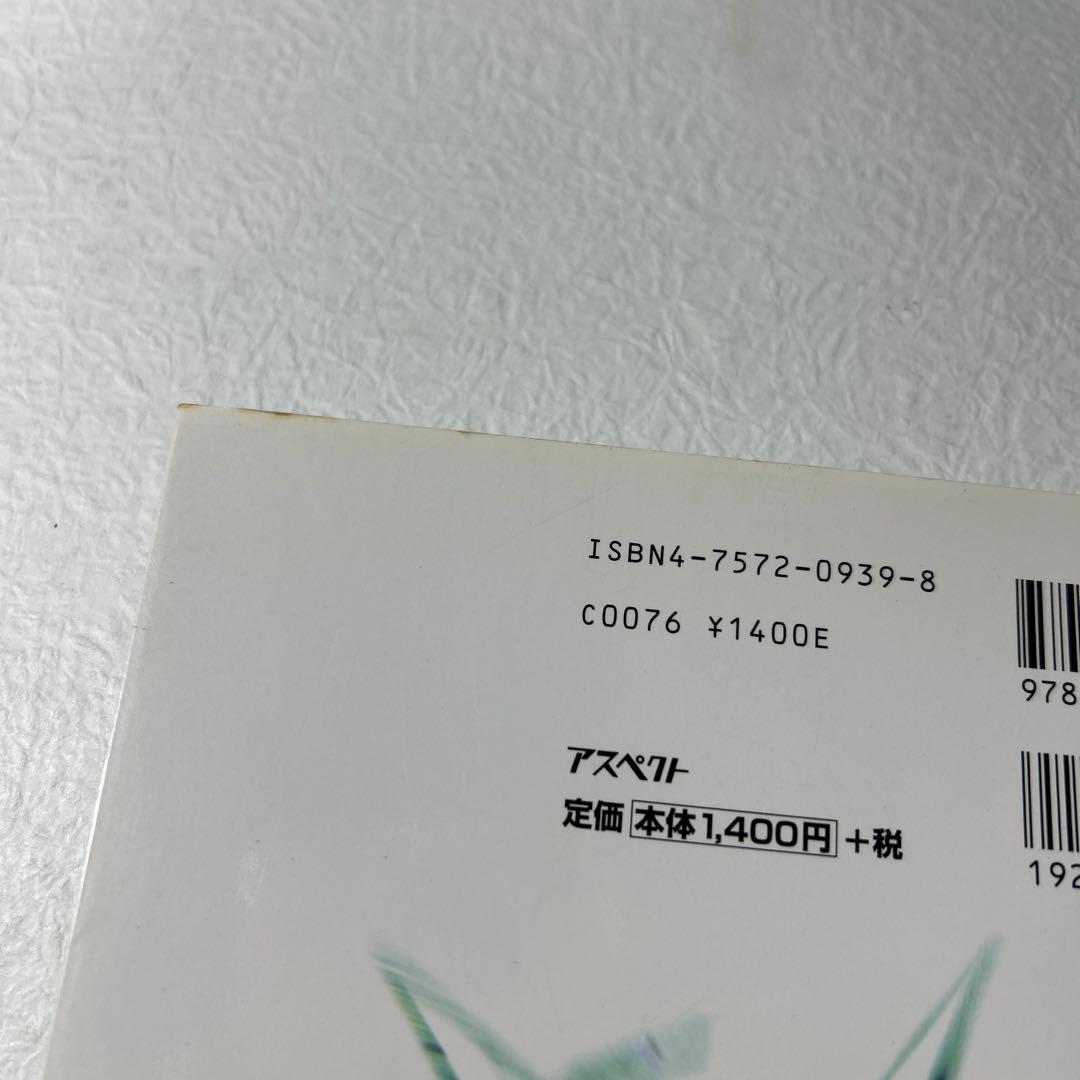 ISBN4-7572-0939-8
C0076 ¥1400E
978
アスペクト
定価 本体1,400円 +税
192